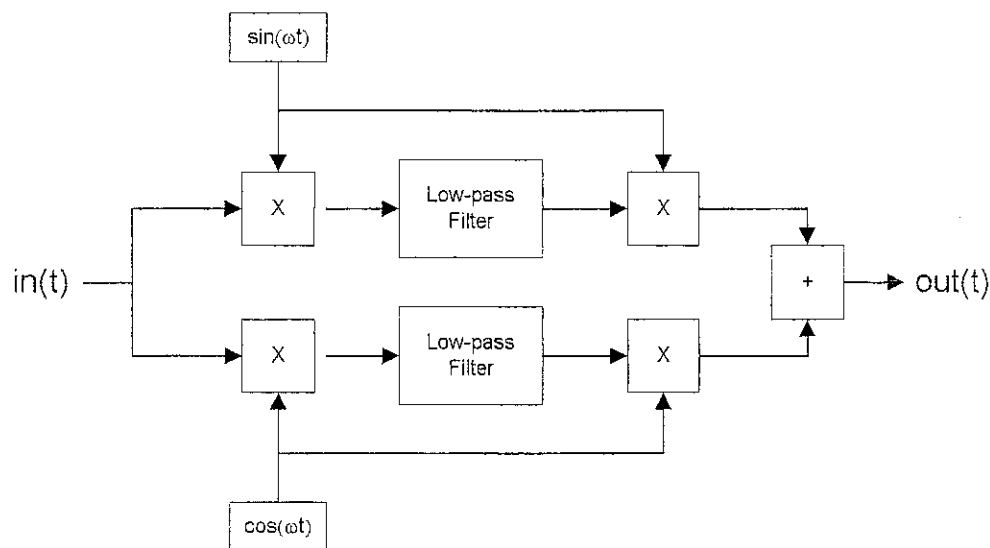 sin(ωt)
X
Low-pass
Filter
X
in(t)
+
out(t)
X
Low-pass
Filter
X
cos(ωt)